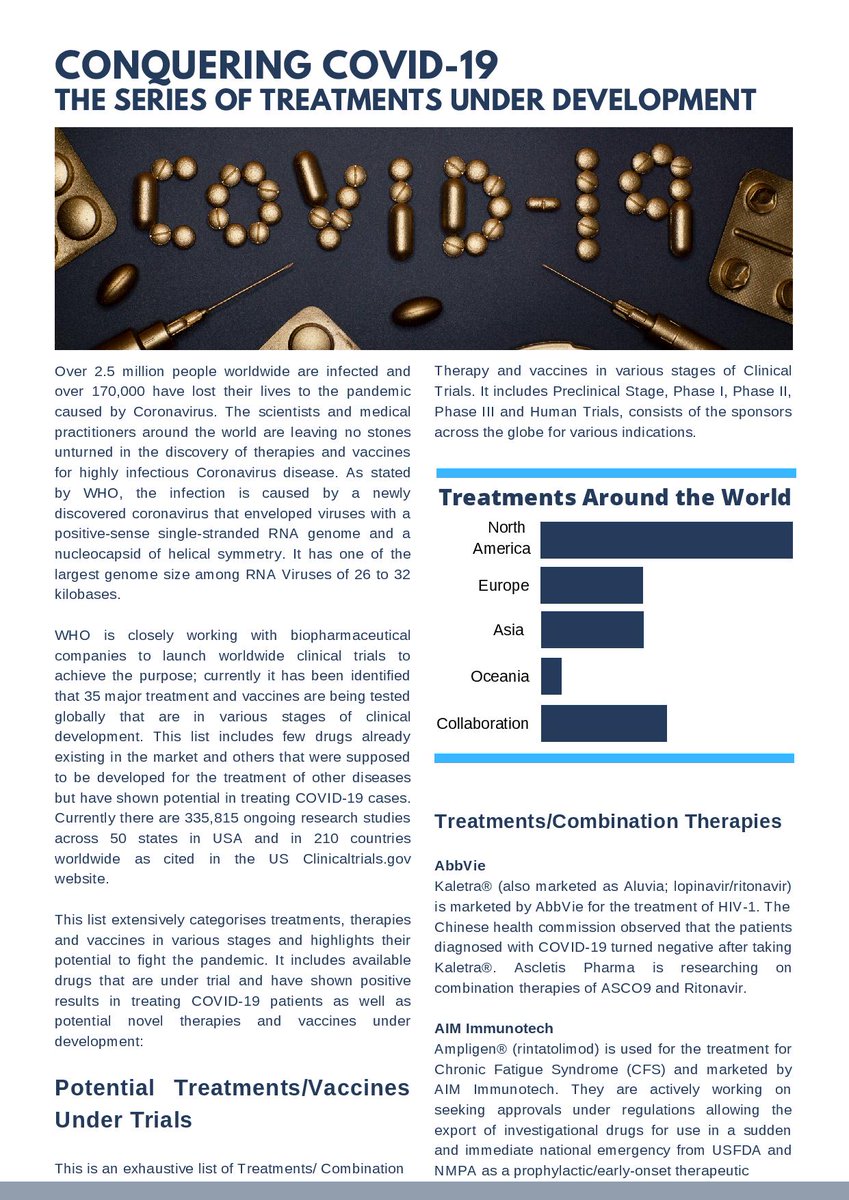 CONQUERING COVID-19
THE SERIES OF TREATMENTS UNDER DEVELOPMENT
COVID-19
Over 2.5 million people worldwide are infected and
over 170,000 have lost their lives to the pandemic
caused by Coronavirus. The scientists and medical
practitioners around the world are leaving no stones
unturned in the discovery of therapies and vaccines
for highly infectious Coronavirus disease. As stated
by WHO, the infection is caused by a newly
discovered coronavirus that enveloped viruses with a
positive-sense single-stranded RNA genome and a
nucleocapsid of helical symmetry. It has one of the
largest genome size among RNA Viruses of 26 to 32
kilobases.
WHO is closely working with biopharmaceutical
companies to launch worldwide clinical trials to
achieve the purpose; currently it has been identified
that 35 major treatment and vaccines are being tested
globally that are in various stages of clinical
development. This list includes few drugs already
existing in the market and others that were supposed
to be developed for the treatment of other diseases
but have shown potential in treating COVID-19 cases.
Currently there are 335,815 ongoing research studies
across 50 states in USA and in 210 countries
worldwide as cited in the US Clinicaltrials.gov
website.
This list extensively categorises treatments, therapies
and vaccines in various stages and highlights their
potential to fight the pandemic. It includes available
drugs that are under trial and have shown positive
results in treating COVID-19 patients as well as
potential novel therapies and vaccines under
development:
Potential Treatments/Vaccines
Under Trials
This is an exhaustive list of Treatments/ Combination
Therapy and vaccines in various stages of Clinical
Trials. It includes Preclinical Stage, Phase I, Phase II,
Phase III and Human Trials, consists of the sponsors
across the globe for various indications.
Treatments Around the World
North
America
Europe
Asia
Oceania
Collaboration
Treatments/Combination Therapies
AbbVie
Kaletra® (also marketed as Aluvia; lopinavir/ritonavir)
is marketed by AbbVie for the treatment of HIV-1. The
Chinese health commission observed that the patients
diagnosed with COVID-19 turned negative after taking
Kaletra®. Ascletis Pharma is researching on
combination therapies of ASCO9 and Ritonavir.
AIM Immunotech
Ampligen® (rintatolimod) is used for the treatment for
Chronic Fatigue Syndrome (CFS) and marketed by
AIM Immunotech. They are actively working on
seeking approvals under regulations allowing the
export of investigational drugs for use in a sudden
and immediate national emergency from USFDA and
NMPA as a prophylactic/early-onset therapeutic